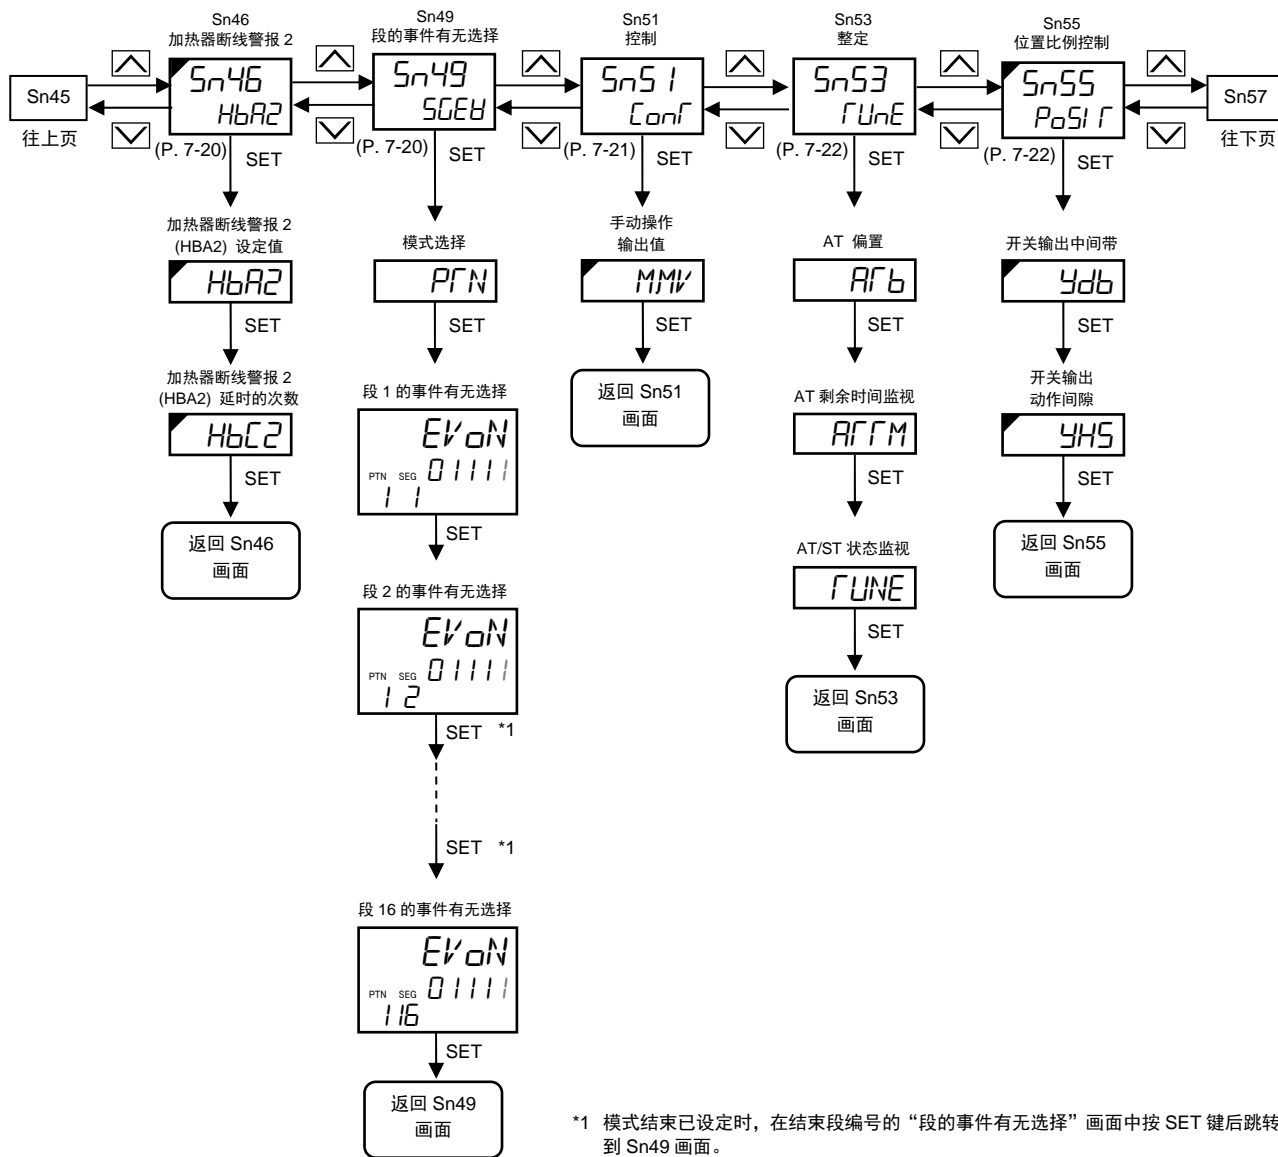 Sn46
加热器断线警报 2
Sn49
段的事件有无选择
Sn51
控制
Sn53
整定
Sn55
位置比例控制
Sn45
往上页
Sn46
HbA2
Sn49
SGEV
Sn51
ConT
Sn53
TUnE
Sn55
PoSIT
Sn57
往下页
(P. 7-20)
SET
(P. 7-20)
SET
(P. 7-21)
SET
(P. 7-22)
SET
(P. 7-22)
SET
加热器断线警报 2
(HBA2) 设定值
HbA2
SET
加热器断线警报 2
(HBA2) 延时的次数
HbC2
SET
返回 Sn46
画面
模式选择
PTN
SET
段 1 的事件有无选择
EVoN
01111
PTN SEG
1 1
SET
段 2 的事件有无选择
EVoN
01111
PTN SEG
1 2
SET *1
SET *1
段 16 的事件有无选择
EVoN
01111
PTN SEG
1 16
SET
返回 Sn49
画面
手动操作
输出值
MMV
SET
返回 Sn51
画面
AT 偏置
ATb
SET
AT 剩余时间监视
ATTM
SET
AT/ST 状态监视
TUNE
SET
返回 Sn53
画面
开关输出中间带
Ydb
SET
开关输出
动作间隙
YHS
SET
返回 Sn55
画面
*1 模式结束已设定时，在结束段编号的“段的事件有无选择”画面中按 SET 键后跳转
到 Sn49 画面。